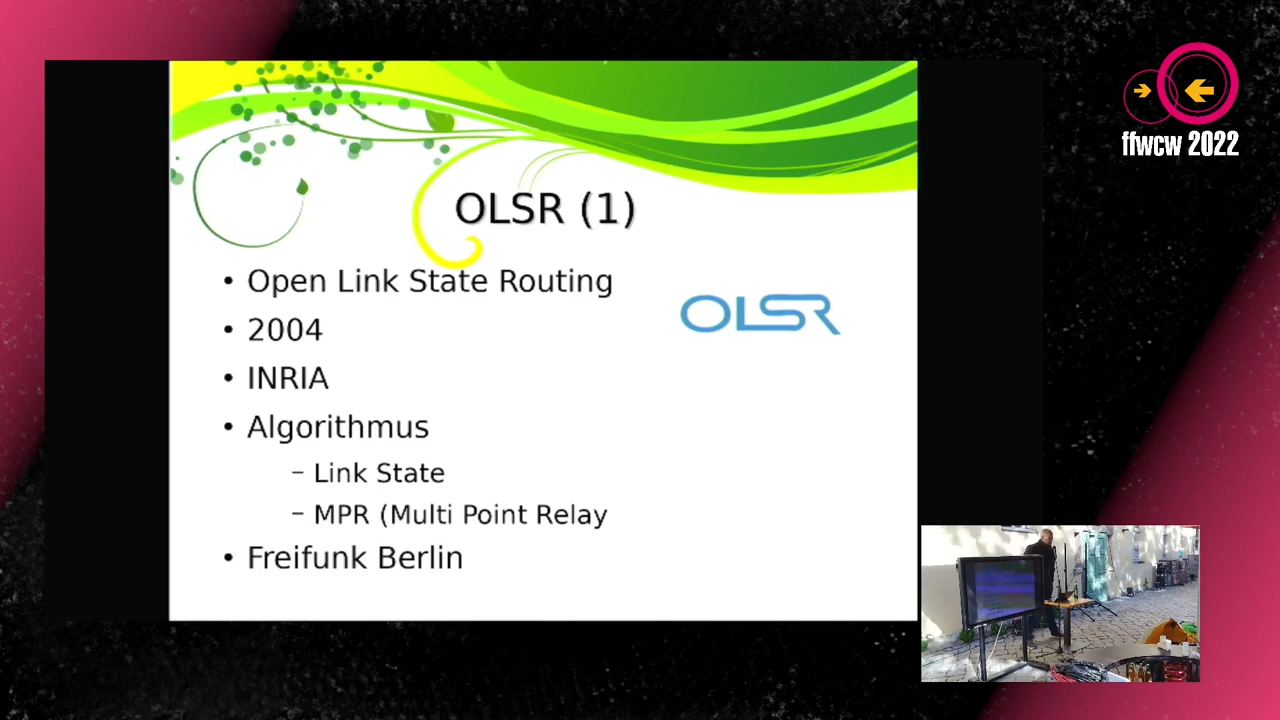 ffwcw 2022
OLSR (1)
• Open Link State Routing
OLSR
• 2004
• INRIA
• Algorithmus
– Link State
– MPR (Multi Point Relay
• Freifunk Berlin